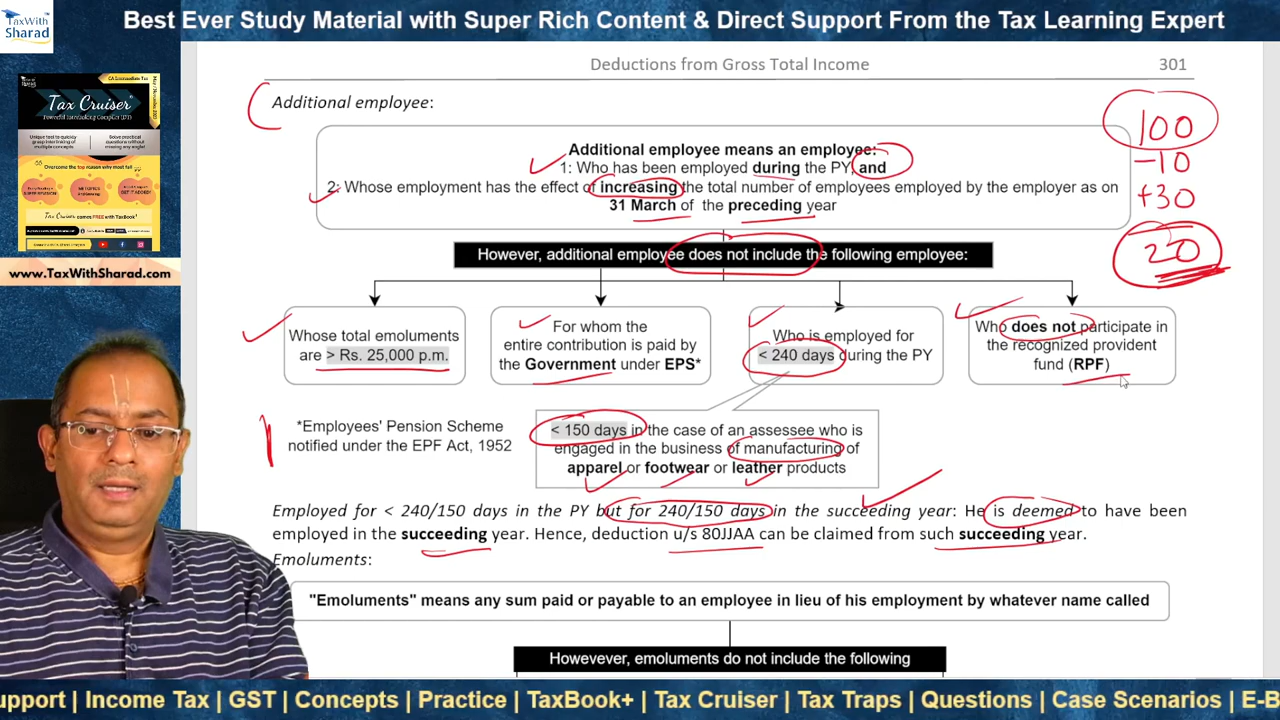 Best Ever Study Material with Super Rich Content & Direct Support From the Tax Learning Expert
TaxWith
Sharad
Deductions from Gross Total Income 301
Additional employee:
Additional employee means an employee:
1: Who has been employed during the PY and
2: Whose employment has the effect of increasing the total number of employees employed by the employer as on
31 March of the preceding year
100
-10
+30
20
However, additional employee does not include the following employee:
Whose total emoluments
are > Rs. 25,000 p.m.
For whom the
entire contribution is paid by
the Government under EPS*
Who is employed for
< 240 days during the PY
Who does not participate in
the recognized provident
fund (RPF)
*Employees' Pension Scheme
notified under the EPF Act, 1952
< 150 days in the case of an assessee who is
engaged in the business of manufacturing of
apparel or footwear or leather products
Employed for < 240/150 days in the PY but for 240/150 days in the succeeding year: He is deemed to have been
employed in the succeeding year. Hence, deduction u/s 80JJAA can be claimed from such succeeding year.
Emoluments:
"Emoluments" means any sum paid or payable to an employee in lieu of his employment by whatever name called
Howevever, emoluments do not include the following
Tax Cruiser
www.TaxWithSharad.com
upport | Income Tax | GST | Concepts | Practice | TaxBook+ | Tax Cruiser | Tax Traps | Questions | Case Scenarios | E-B